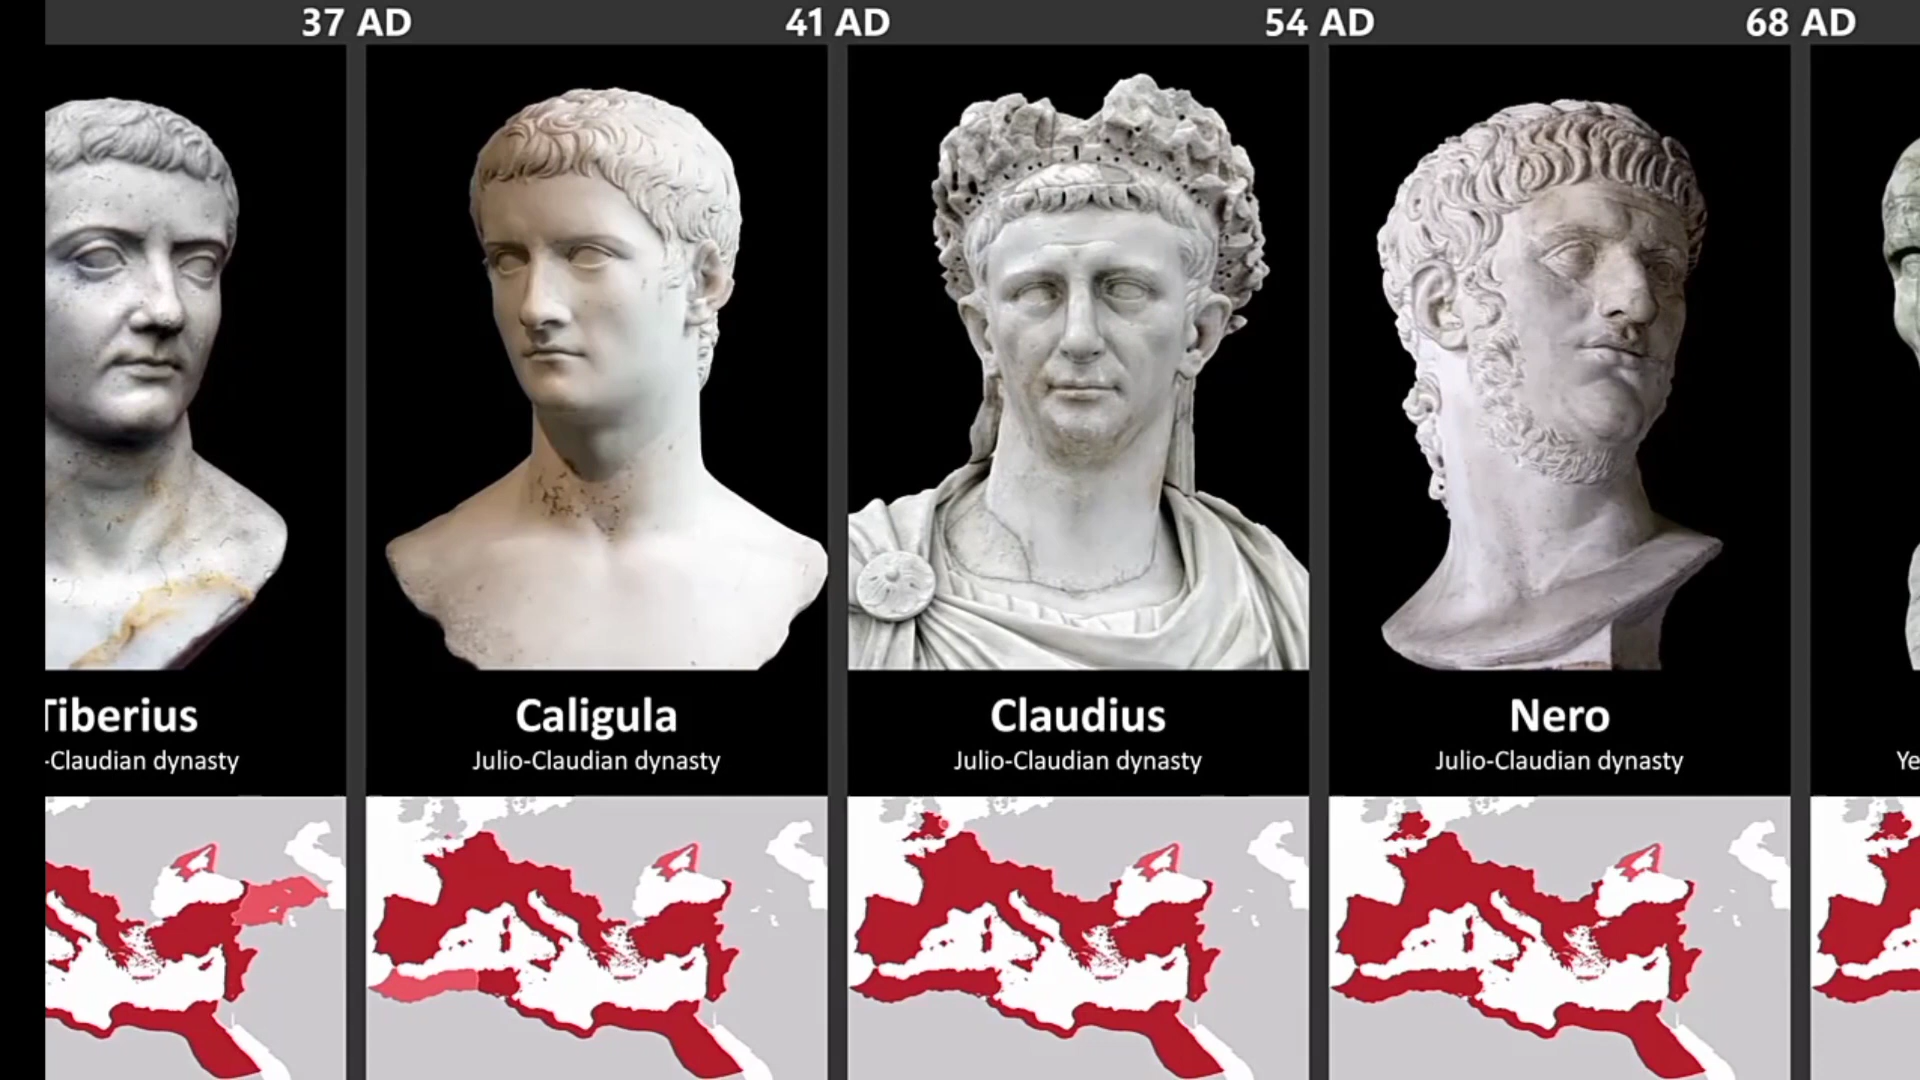 37 AD
41 AD
54 AD
68 AD
Tiberius
-Claudian dynasty
Caligula
Julio-Claudian dynasty
Claudius
Julio-Claudian dynasty
Nero
Julio-Claudian dynasty
Ye